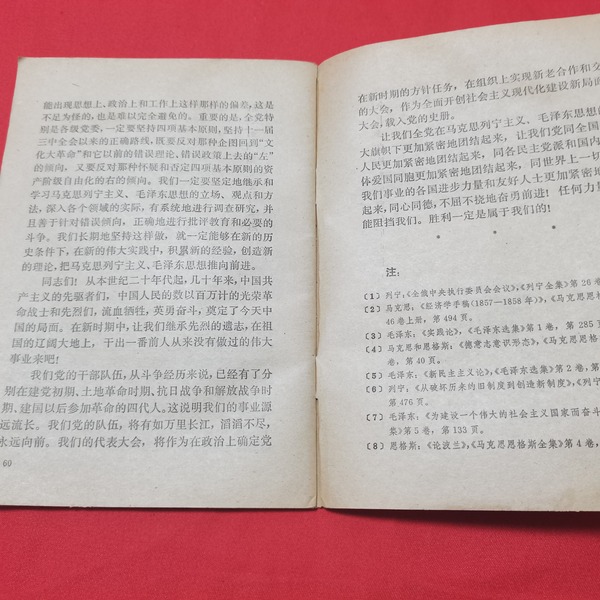 能出现思想上、政治上和工作上这样那样的偏差，这是
不足为怪的，也是难以完全避免的。重要的是，全党特
别是各级党委，一定要坚持四项基本原则，坚持十一届
三中全会以来的正确路线，既要反对那种企图回到“文
化大革命”和它以前的错误理论、错误政策上去的“左”
的倾向，又要反对那种怀疑和否定四项基本原则的资
产阶级自由化的右的倾向。我们一定要坚定地继承和
学习马克思列宁主义、毛泽东思想的立场、观点和方
法，深入各个领域的实际，有系统地进行调查研究，并
且善于针对错误倾向，正确地进行批评教育和必要的
斗争。我们长期地坚持这样做，就一定能够在新的历
史条件下，在新的伟大实践中，积累新的经验，创造新
的理论，把马克思列宁主义、毛泽东思想推向前进。
同志们！从本世纪二十年代起，几十年来，中国共
产主义的先驱者们，中国人民的数以百万计的光荣革
命战士和先烈们，流血牺牲，英勇奋斗，奠定了今天中
国的局面。在新时期中，让我们继承先烈的遗志，在祖
国的辽阔大地上，干出一番前人从来没有做过的伟大
事业来吧！
我们党的干部队伍，从斗争经历来说，已经有了分
别在建党初期、土地革命时期、抗日战争和解放战争时
期、建国以后参加革命的四代人。这说明我们的事业源
远流长。我们党的队伍，将有如万里长江，滔滔不尽，
永远向前。我们的代表大会，将作为在政治上确定党
60
在新时期的方针任务，在组织上实现新老合作和交
的大会，作为全面开创社会主义现代化建设新局面
大会，载入党的史册。
让我们全党在马克思列宁主义、毛泽东思想的
大旗帜下更加紧密地团结起来，让我们党同全国
人民更加紧密地团结起来，同各民主党派和国内
体爱国同胞更加紧密地团结起来，同世界上一切
我们事业的各国进步力量和友好人士更加紧密地
起来，同心同德，不屈不挠地奋勇前进！任何力量
能阻挡我们。胜利一定是属于我们的！
* * *
注：
〔1〕列宁：《全俄中央执行委员会会议》，《列宁全集》第26卷
〔2〕马克思：《经济学手稿（1857—1858年）》，《马克思恩格
46卷上册，第494页。
〔3〕毛泽东：《实践论》，《毛泽东选集》第1卷，第285页
〔4〕马克思和恩格斯：《德意志意识形态》，《马克思恩
卷，第40页。
〔5〕毛泽东：《新民主主义论》，《毛泽东选集》第2卷，第
〔6〕列宁：《从破坏历来的旧制度到创造新制度》，《列宁
第476页。
〔7〕毛泽东：《为建设一个伟大的社会主义国家而奋斗
集》第5卷，第133页。
〔8〕恩格斯：《论波兰》，《马克思恩格斯全集》第4卷，